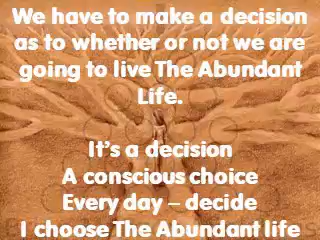 We have to make a decision
as to whether or not we are
going to live The Abundant
Life.
It's a decision
A conscious choice
Every day – decide
I choose The Abundant life